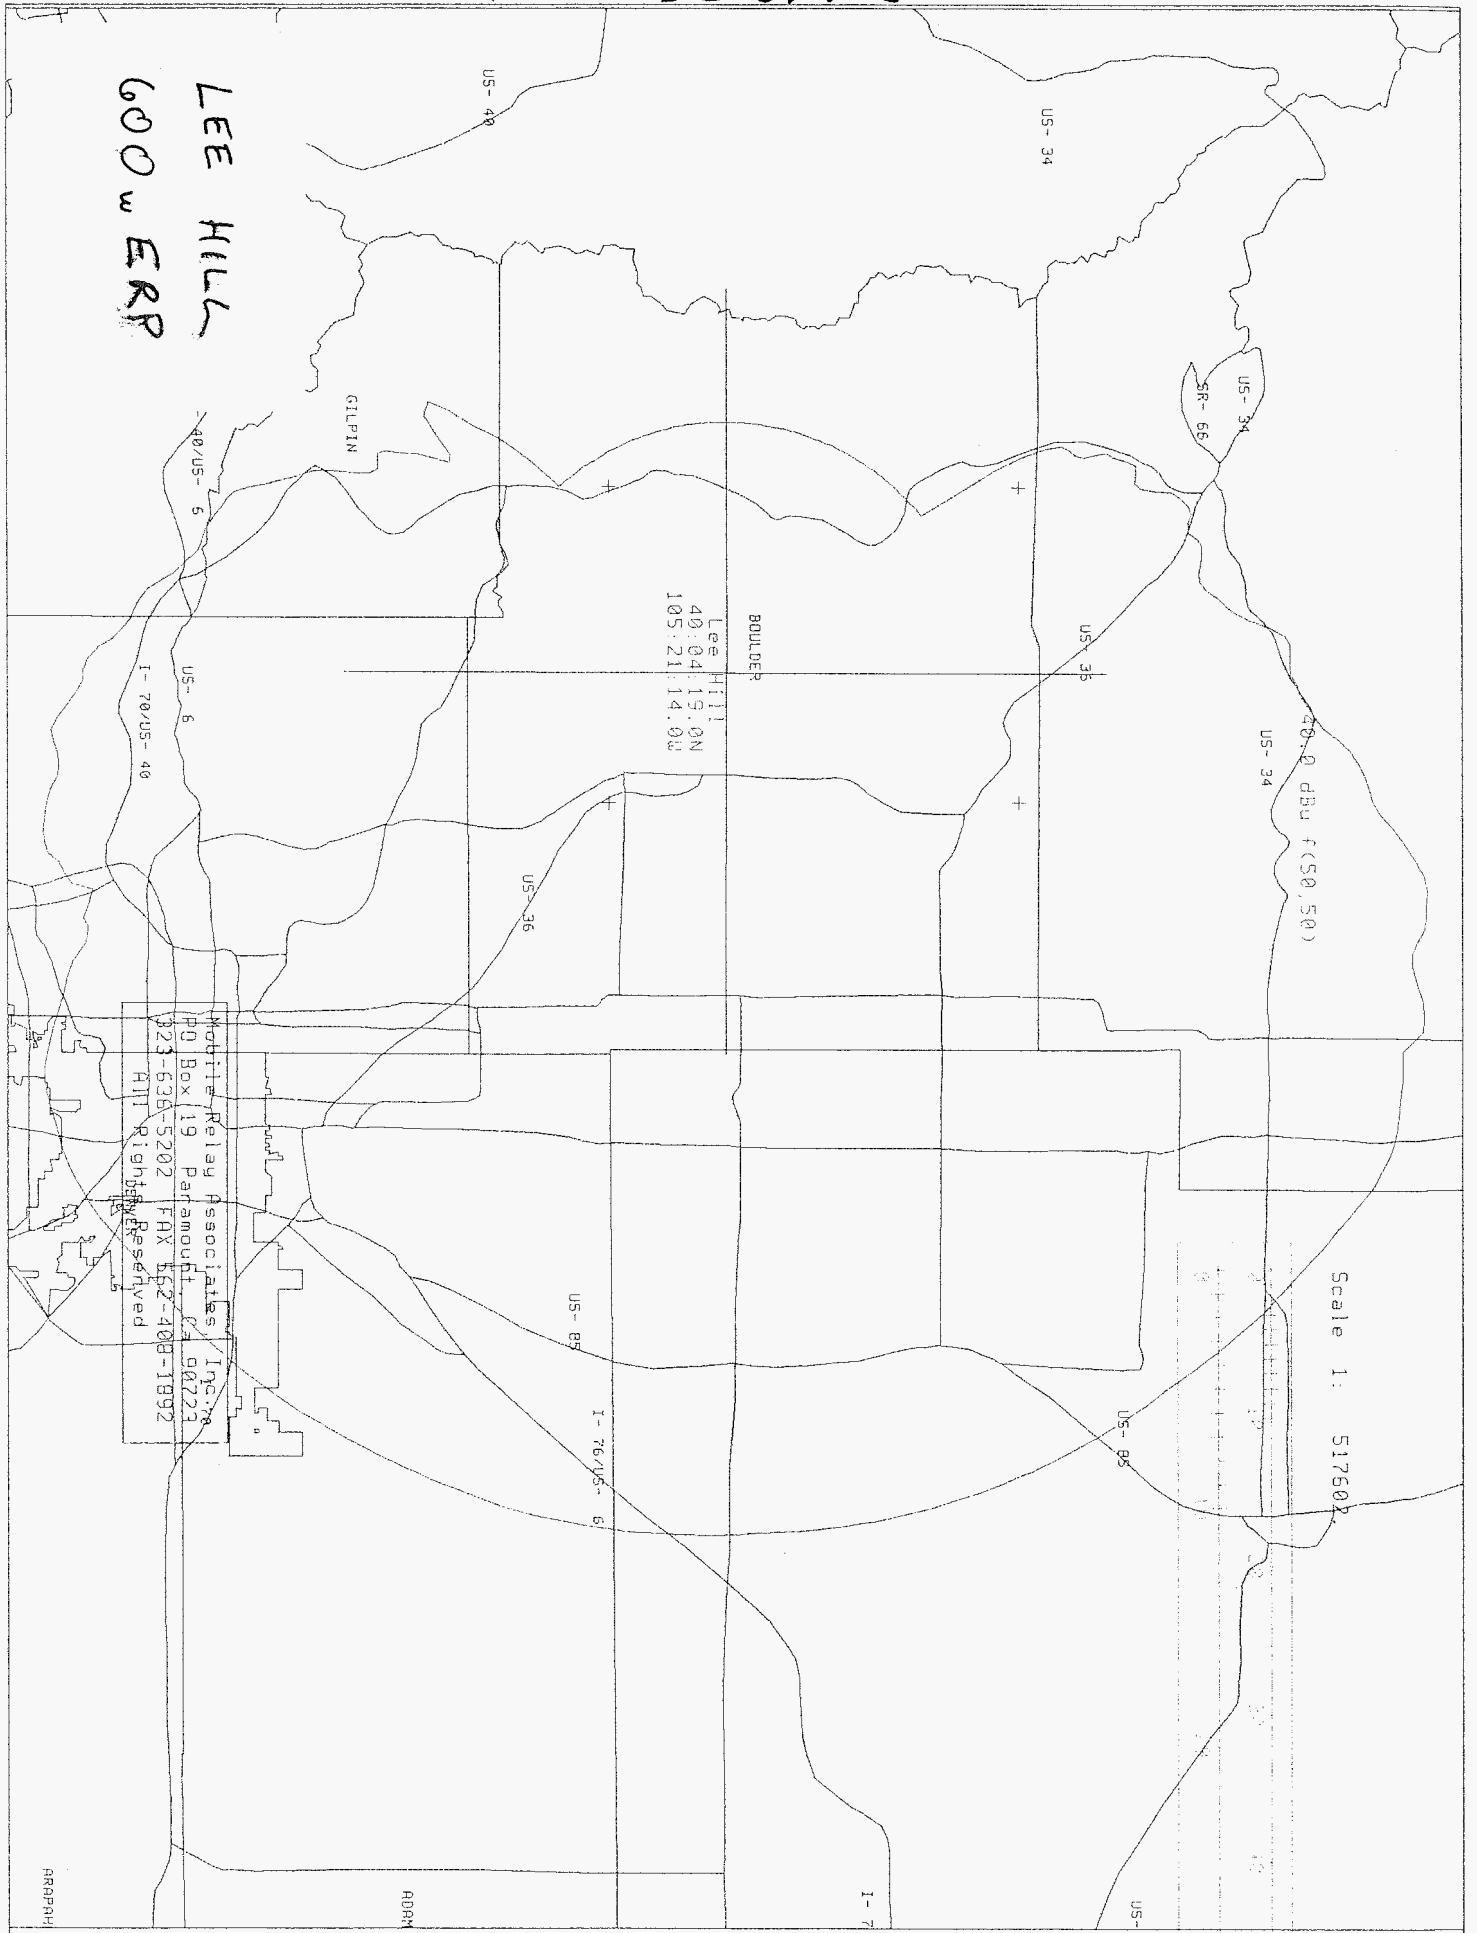 LEE HILL
600 w ERP
US- 40
US- 34
GILPIN
US- 34
SR- 66
-40/US- 6
BOULDER
Lee Hill
40:04:19.0N
105:21:14.0W
US- 36
US- 6
I- 70/US- 40
40.0 dBu f(50,50)
US- 34
US- 36
Mobile Relay Associates Inc.
PO Box 19 Paramount, Ca 90723
323-636-5202 FAX 562-408-1992
All Rights Reserved
DENVER
Scale 1: 517607
US- 85
US- 85
I- 76/US- 6
ARAPAH
ADAM
I- 7
US-